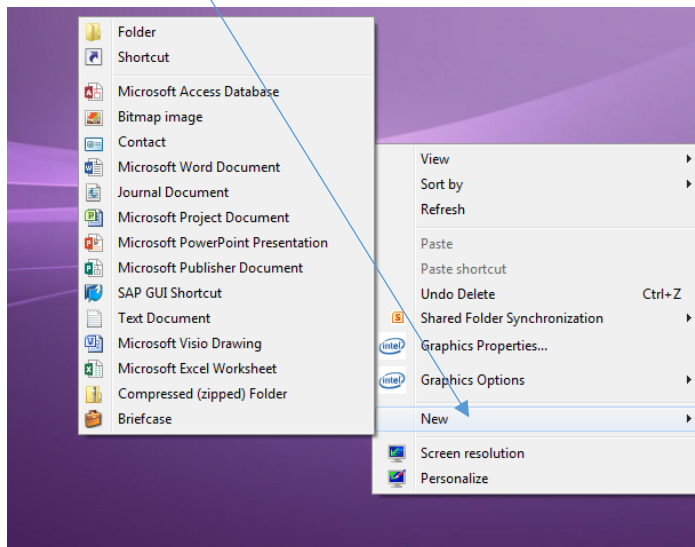 Folder
Shortcut
Microsoft Access Database
Bitmap image
Contact
Microsoft Word Document
Journal Document
Microsoft Project Document
Microsoft PowerPoint Presentation
Microsoft Publisher Document
SAP GUI Shortcut
Text Document
Microsoft Visio Drawing
Microsoft Excel Worksheet
Compressed (zipped) Folder
Briefcase
View
Sort by
Refresh
Paste
Paste shortcut
Undo Delete Ctrl+Z
Shared Folder Synchronization
intel Graphics Properties...
intel Graphics Options
New
Screen resolution
Personalize